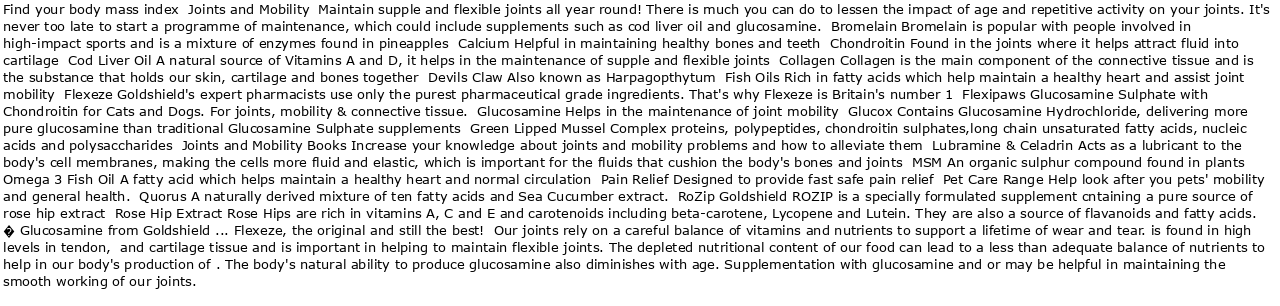 Find your body mass index  Joints and Mobility  Maintain supple and flexible joints all year round! There is much you can do to lessen the impact of age and repetitive activity on your joints. It's
never too late to start a programme of maintenance, which could include supplements such as cod liver oil and glucosamine.  Bromelain Bromelain is popular with people involved in
high-impact sports and is a mixture of enzymes found in pineapples  Calcium Helpful in maintaining healthy bones and teeth  Chondroitin Found in the joints where it helps attract fluid into
cartilage  Cod Liver Oil A natural source of Vitamins A and D, it helps in the maintenance of supple and flexible joints  Collagen Collagen is the main component of the connective tissue and is
the substance that holds our skin, cartilage and bones together  Devils Claw Also known as Harpagopthytum  Fish Oils Rich in fatty acids which help maintain a healthy heart and assist joint
mobility  Flexeze Goldshield's expert pharmacists use only the purest pharmaceutical grade ingredients. That's why Flexeze is Britain's number 1  Flexipaws Glucosamine Sulphate with
Chondroitin for Cats and Dogs. For joints, mobility & connective tissue.  Glucosamine Helps in the maintenance of joint mobility  Glucox Contains Glucosamine Hydrochloride, delivering more
pure glucosamine than traditional Glucosamine Sulphate supplements  Green Lipped Mussel Complex proteins, polypeptides, chondroitin sulphates,long chain unsaturated fatty acids, nucleic
acids and polysaccharides  Joints and Mobility Books Increase your knowledge about joints and mobility problems and how to alleviate them  Lubramine & Celadrin Acts as a lubricant to the
body's cell membranes, making the cells more fluid and elastic, which is important for the fluids that cushion the body's bones and joints  MSM An organic sulphur compound found in plants
Omega 3 Fish Oil A fatty acid which helps maintain a healthy heart and normal circulation  Pain Relief Designed to provide fast safe pain relief  Pet Care Range Help look after you pets' mobility
and general health.  Quorus A naturally derived mixture of ten fatty acids and Sea Cucumber extract.  RoZip Goldshield ROZIP is a specially formulated supplement cntaining a pure source of
rose hip extract  Rose Hip Extract Rose Hips are rich in vitamins A, C and E and carotenoids including beta-carotene, Lycopene and Lutein. They are also a source of flavanoids and fatty acids.
� Glucosamine from Goldshield ... Flexeze, the original and still the best!  Our joints rely on a careful balance of vitamins and nutrients to support a lifetime of wear and tear. is found in high
levels in tendon,  and cartilage tissue and is important in helping to maintain flexible joints. The depleted nutritional content of our food can lead to a less than adequate balance of nutrients to
help in our body's production of . The body's natural ability to produce glucosamine also diminishes with age. Supplementation with glucosamine and or may be helpful in maintaining the
smooth working of our joints.